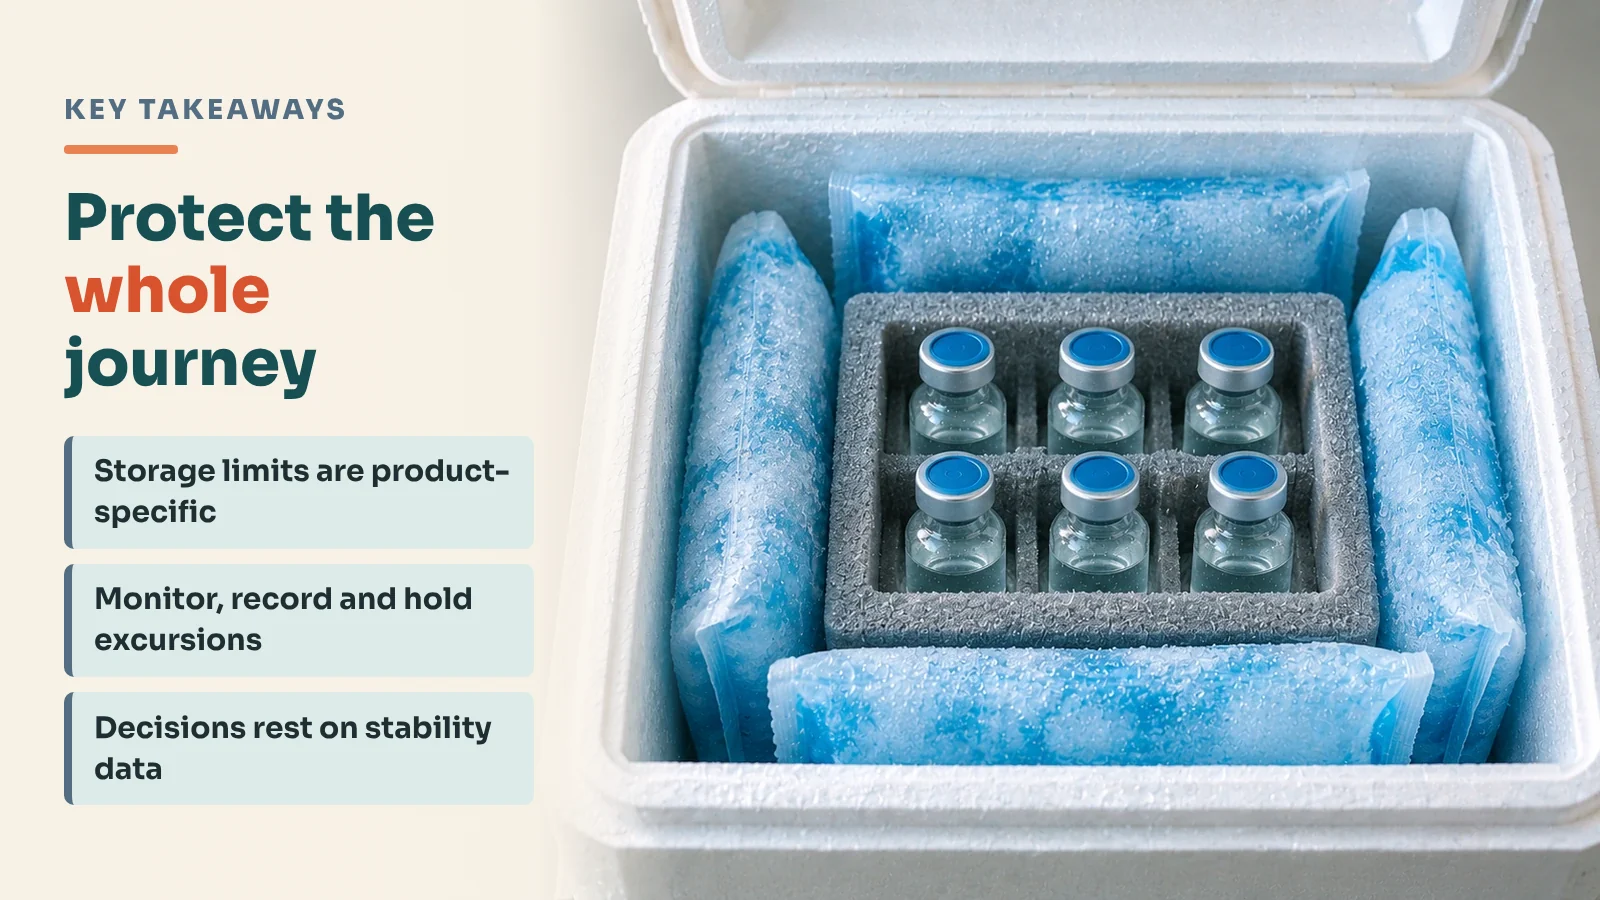 KEY TAKEAWAYS
Protect the
whole
journey
Storage limits are product-
specific
Monitor, record and hold
excursions
Decisions rest on stability
data